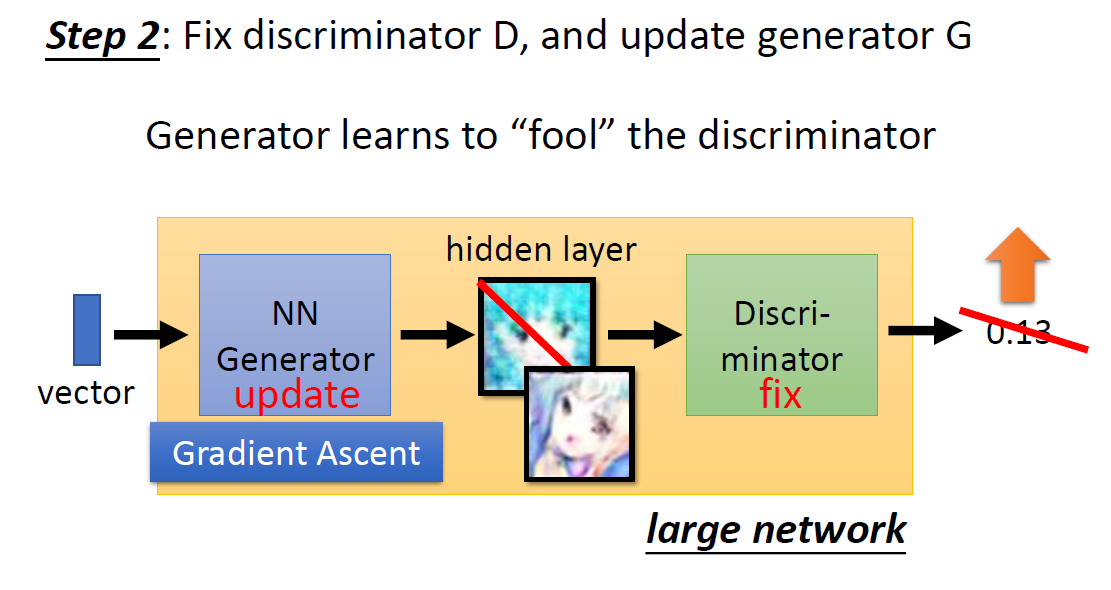 Step 2: Fix discriminator D, and update generator G
Generator learns to “fool” the discriminator
hidden layer
NN
Generator
update
Discri-
minator
fix
0.13
vector
Gradient Ascent
large network